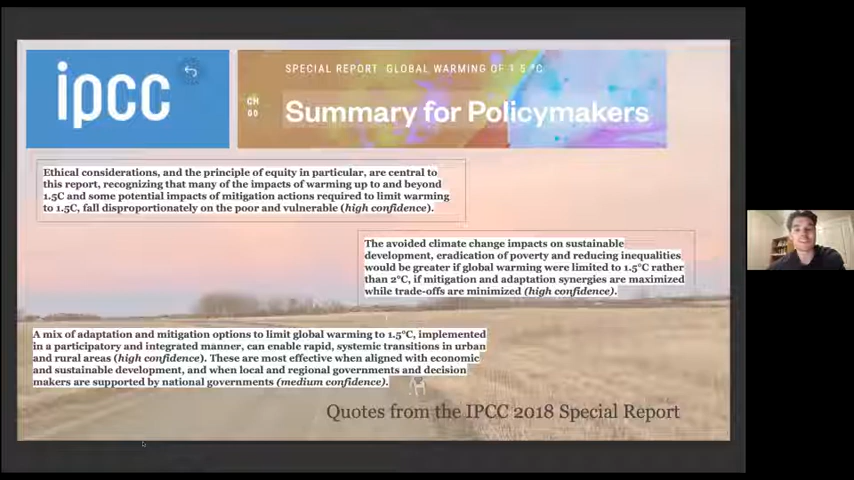 ipcc
SPECIAL REPORT GLOBAL WARMING OF 1.5 °C
CH
00
Summary for Policymakers
Ethical considerations, and the principle of equity in particular, are central to
this report, recognizing that many of the impacts of warming up to and beyond
1.5C and some potential impacts of mitigation actions required to limit warming
to 1.5C, fall disproportionately on the poor and vulnerable (high confidence).
The avoided climate change impacts on sustainable
development, eradication of poverty and reducing inequalities
would be greater if global warming were limited to 1.5°C rather
than 2°C, if mitigation and adaptation synergies are maximized
while trade-offs are minimized (high confidence).
A mix of adaptation and mitigation options to limit global warming to 1.5°C, implemented
in a participatory and integrated manner, can enable rapid, systemic transitions in urban
and rural areas (high confidence). These are most effective when aligned with economic
and sustainable development, and when local and regional governments and decision
makers are supported by national governments (medium confidence).
Quotes from the IPCC 2018 Special Report